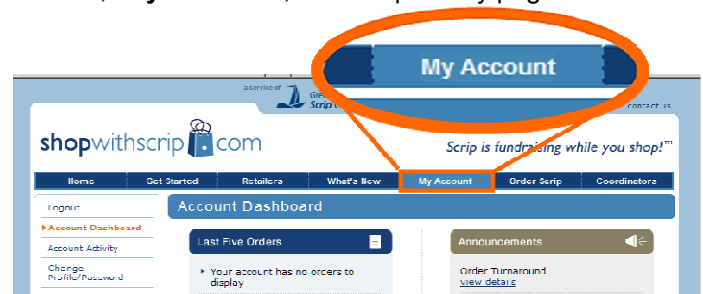 My Account
a service of
Scrip
contact us
shopwithscrip.com
Scrip is fundraising while you shop!™
Home Get Started Retailers What's New My Account Order Scrip Coordinators
Logout
Account Dashboard
Account Dashboard
Account Activity
Change
Profile/Password
Last Five Orders
Your account has no orders to
display
Announcements
Order Turnaround
view details